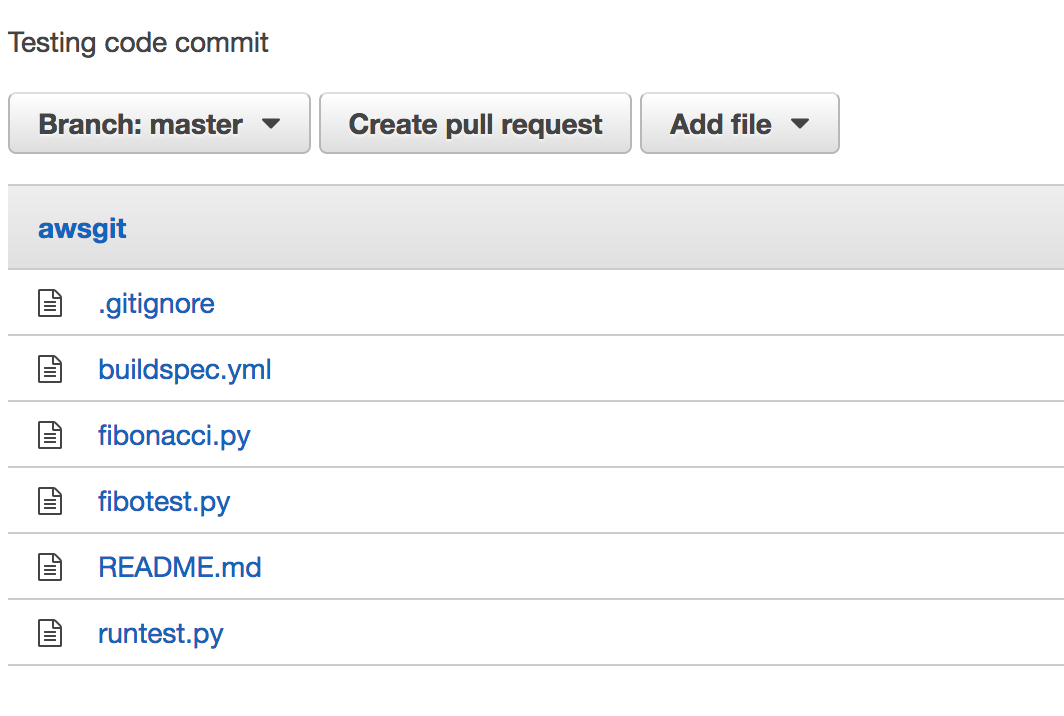 Testing code commit
Branch: master Create pull request Add file
awsgit
.gitignore
buildspec.yml
fibonacci.py
fibotest.py
README.md
runtest.py